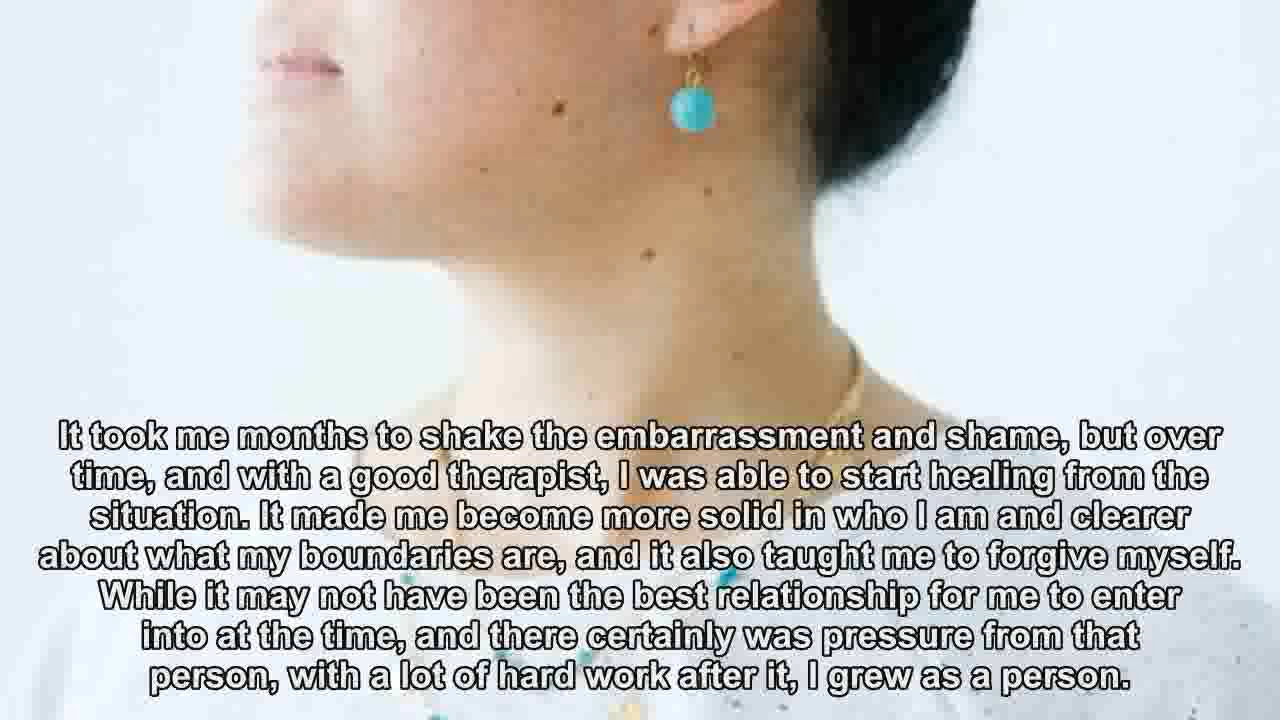 It took me months to shake the embarrassment and shame, but over
time, and with a good therapist, I was able to start healing from the
situation. It made me become more solid in who I am and clearer
about what my boundaries are, and it also taught me to forgive myself.
While it may not have been the best relationship for me to enter
into at the time, and there certainly was pressure from that
person, with a lot of hard work after it, I grew as a person.